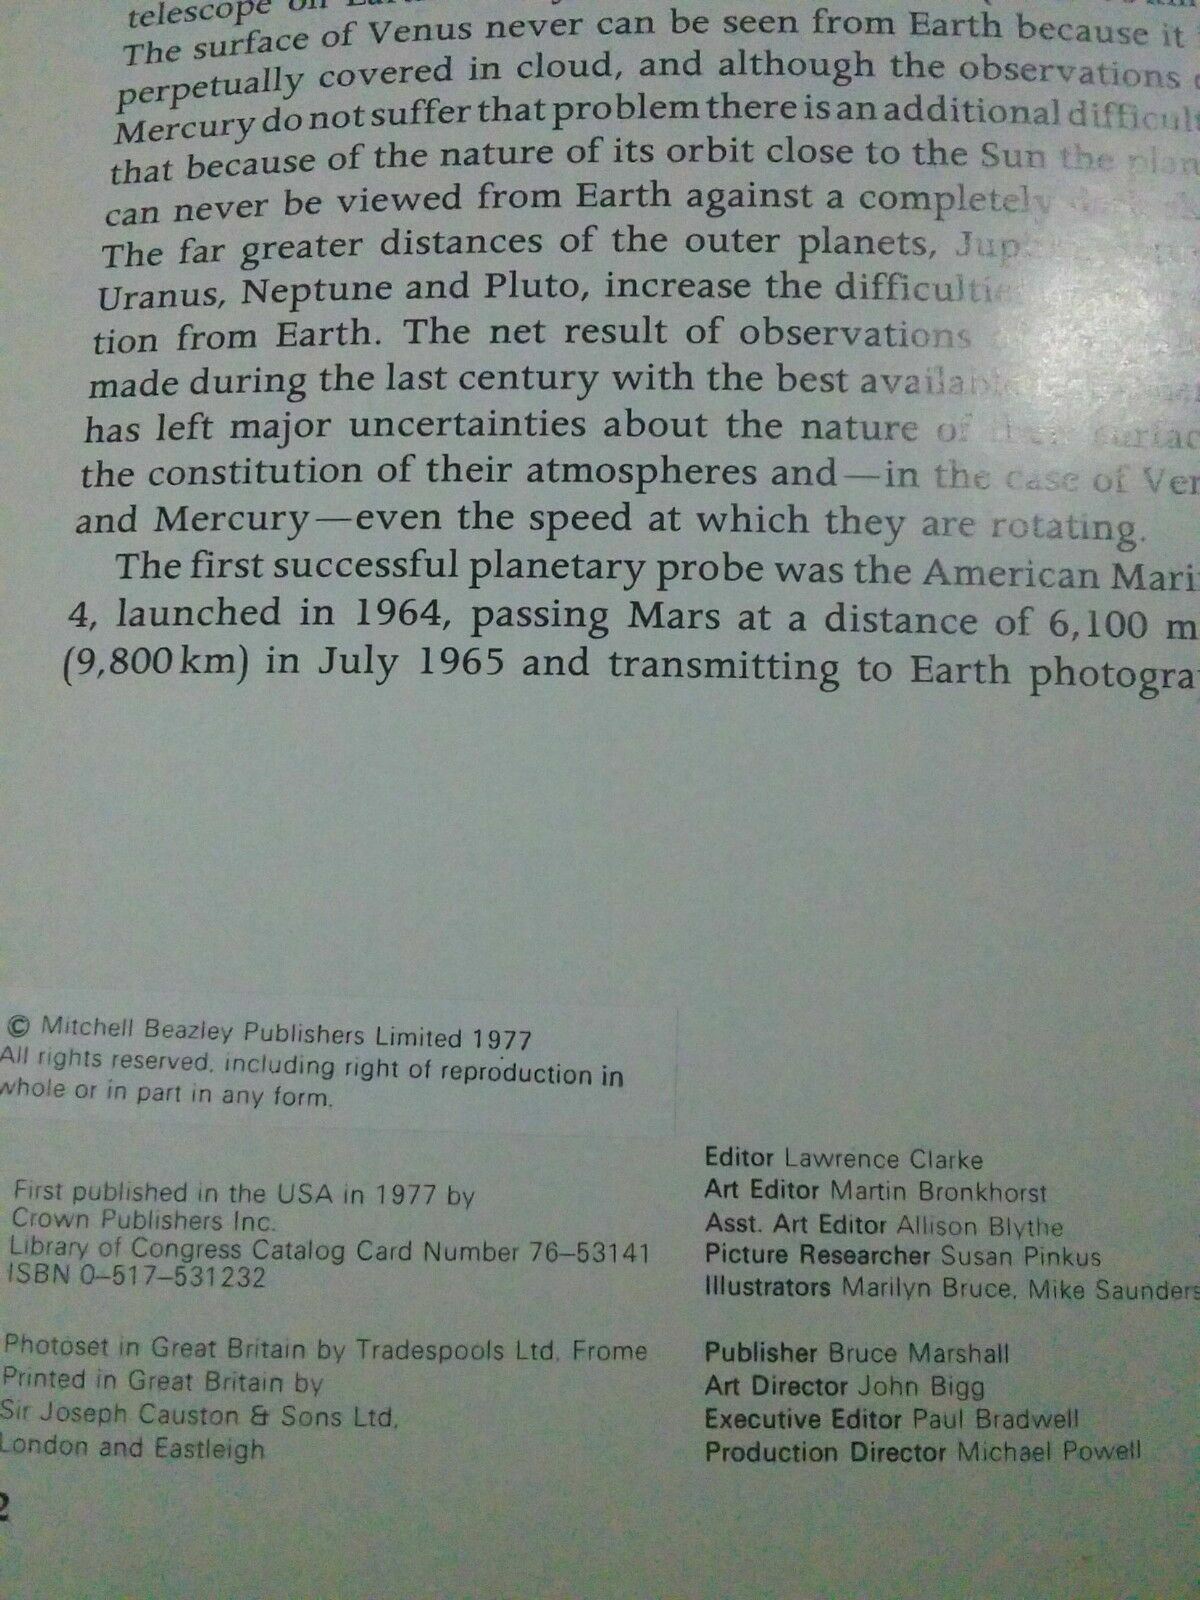 telescope on
The surface of Venus never can be seen from Earth because it
perpetually covered in cloud, and although the observations
Mercury do not suffer that problem there is an additional
that because of the nature of its orbit close to the Sun the
can never be viewed from Earth against a completely
The far greater distances of the outer planets,
Uranus, Neptune and Pluto, increase the
tion from Earth. The net result of observations
made during the last century with the best
has left major uncertainties about the nature of their
the constitution of their atmospheres and—in the case of
and Mercury—even the speed at which they are rotating.
The first successful planetary probe was the American
4, launched in 1964, passing Mars at a distance of 6,100
(9,800 km) in July 1965 and transmitting to Earth
© Mitchell Beazley Publishers Limited 1977
All rights reserved, including right of reproduction in
whole or in part in any form.
First published in the USA in 1977 by
Crown Publishers Inc.
Library of Congress Catalog Card Number 76–53141
ISBN 0–517–531232
Photoset in Great Britain by Tradespools Ltd, Frome
Printed in Great Britain by
Sir Joseph Causton & Sons Ltd,
London and Eastleigh
Editor Lawrence Clarke
Art Editor Martin Bronkhorst
Asst. Art Editor Allison Blythe
Picture Researcher Susan Pinkus
Illustrators Marilyn Bruce, Mike Saunders
Publisher Bruce Marshall
Art Director John Bigg
Executive Editor Paul Bradwell
Production Director Michael Powell
2